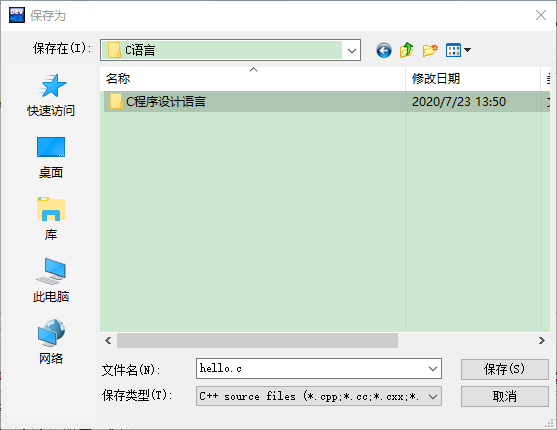 保存为
保存在(I):
C语言
名称
修改日期
C程序设计语言
2020/7/23 13:50
快速访问
桌面
库
此电脑
网络
文件名(N):
hello.c
保存(S)
保存类型(T):
C++ source files (*.cpp;*.cc;*.cxx;*.
取消